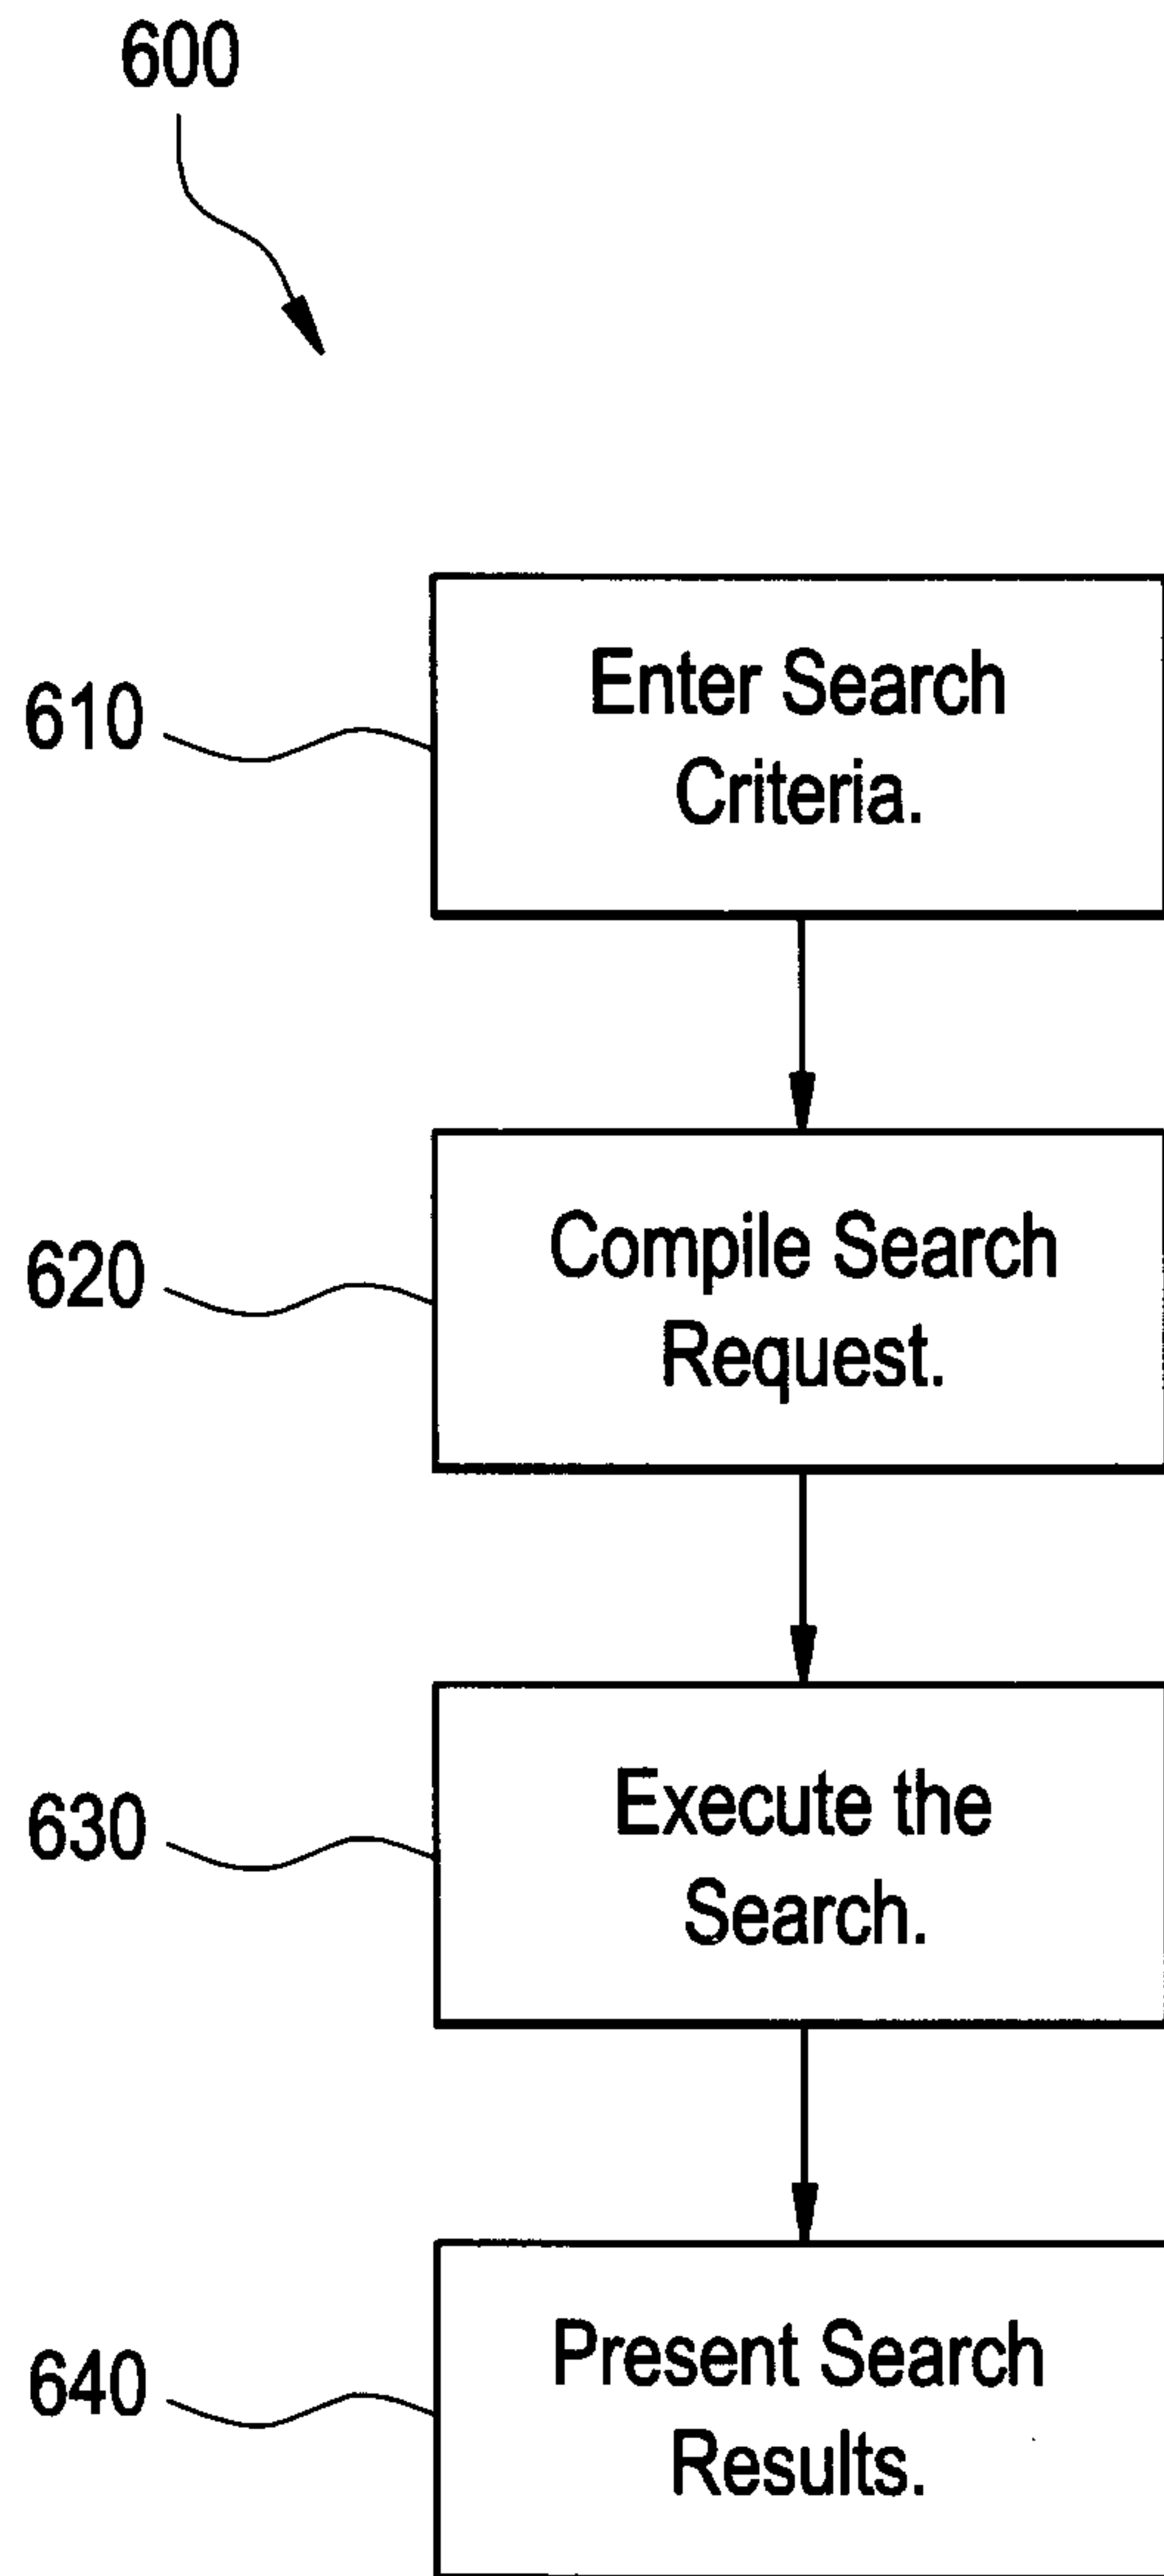 600
610
Enter Search
Criteria.
620
Compile Search
Request.
630
Execute the
Search.
640
Present Search
Results.